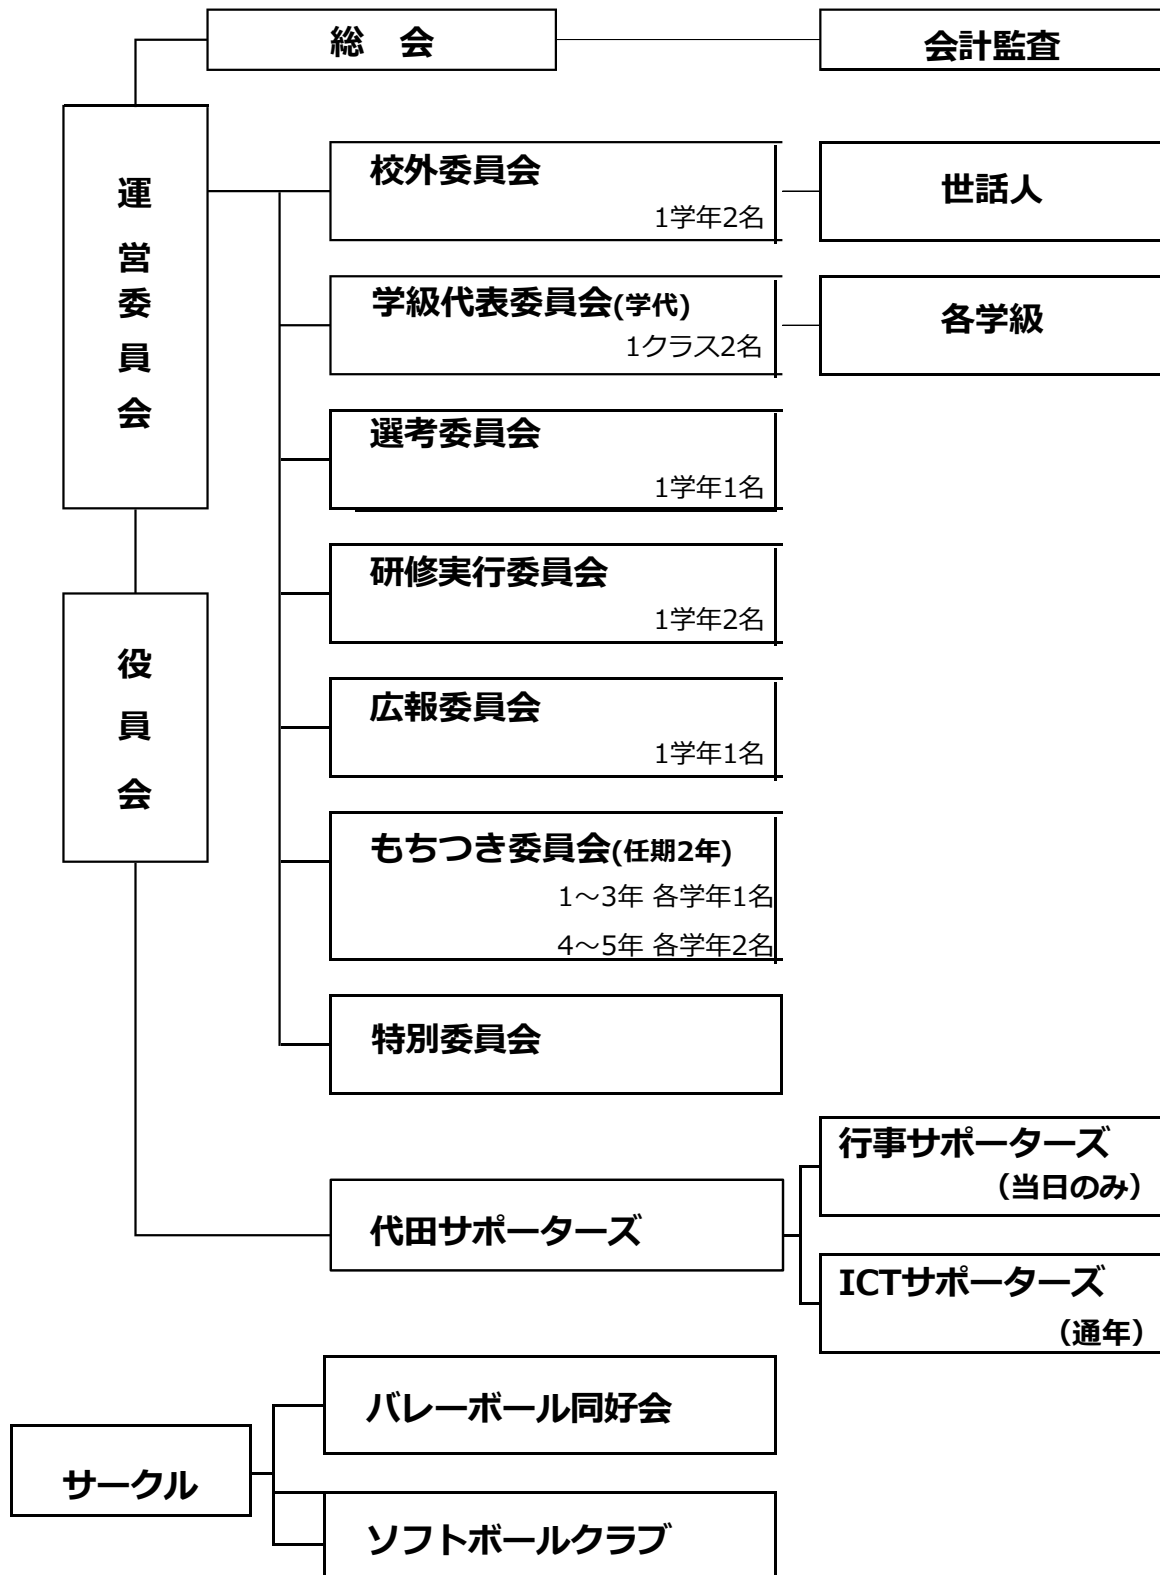 総　会
会計監査
運営委員会
校外委員会
1学年2名
世話人
学級代表委員会(学代)
1クラス2名
各学級
選考委員会
1学年1名
研修実行委員会
1学年2名
役員会
広報委員会
1学年1名
もちつき委員会(任期2年)
1～3年 各学年1名
4～5年 各学年2名
特別委員会
代田サポーターズ
行事サポーターズ
（当日のみ）
ICTサポーターズ
（通年）
サークル
バレーボール同好会
ソフトボールクラブ